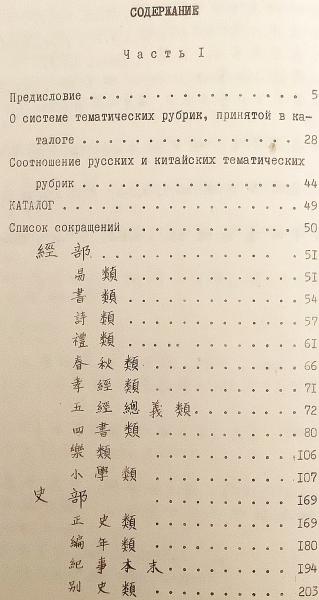 СОДЕРЖАНИЕ
Часть I
Предисловие . . . . . . . . . . . . . . . . . . 5
О системе тематических рубрик, принятой в ка-
талоге . . . . . . . . . . . . . . . . . . 28
Соотношение русских и китайских тематических
рубрик . . . . . . . . . . . . . . . . . . 44
КАТАЛОГ . . . . . . . . . . . . . . . . . . 49
Список сокращений . . . . . . . . . . . . . . 50
經部 . . . . . . . . . . . . 51
易類 . . . . . . . . . . . . 51
書類 . . . . . . . . . . . . 54
詩類 . . . . . . . . . . . . 57
禮類 . . . . . . . . . . . . 61
春秋類 . . . . . . . . . . 66
孝經類 . . . . . . . . . . 71
五經總義類 . . . . . . . . 72
四書類 . . . . . . . . . . 80
樂類 . . . . . . . . . . . . 106
小學類 . . . . . . . . . . 107
史部 . . . . . . . . . . . . 169
正史類 . . . . . . . . . . 169
編年類 . . . . . . . . . . 180
紀事本末 . . . . . . . . . 194
別史類 . . . . . . . . . . 203